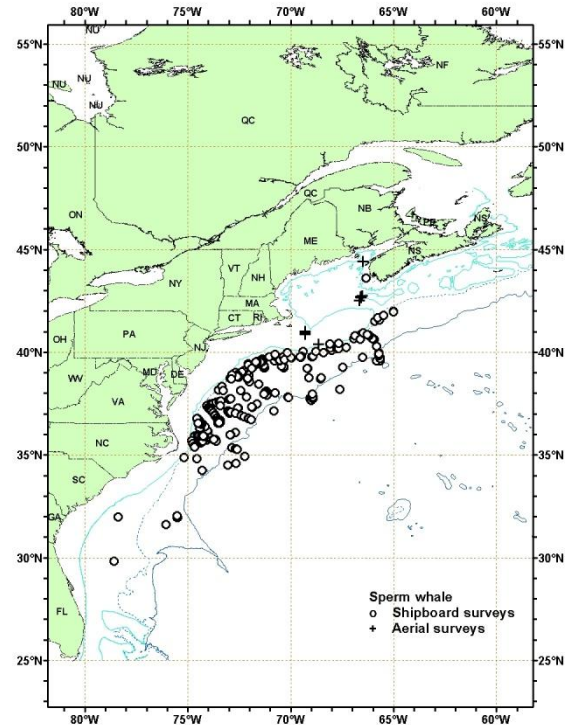 80°W 75°W 70°W 65°W 60°W
55°N 55°N
NU
NU NU
NU NF
QC
50°N 50°N
ON QC
NB PE NS
ME
45°N NS 45°N
VT NH
NY
MA
CT RI
OH PA NJ
40°N 40°N
MD DE
WV
VA
NC
35°N 35°N
SC
GA
30°N 30°N
FL
Sperm whale
Shipboard surveys
+ Aerial surveys
25°N 25°N
80°W 75°W 70°W 65°W 60°W